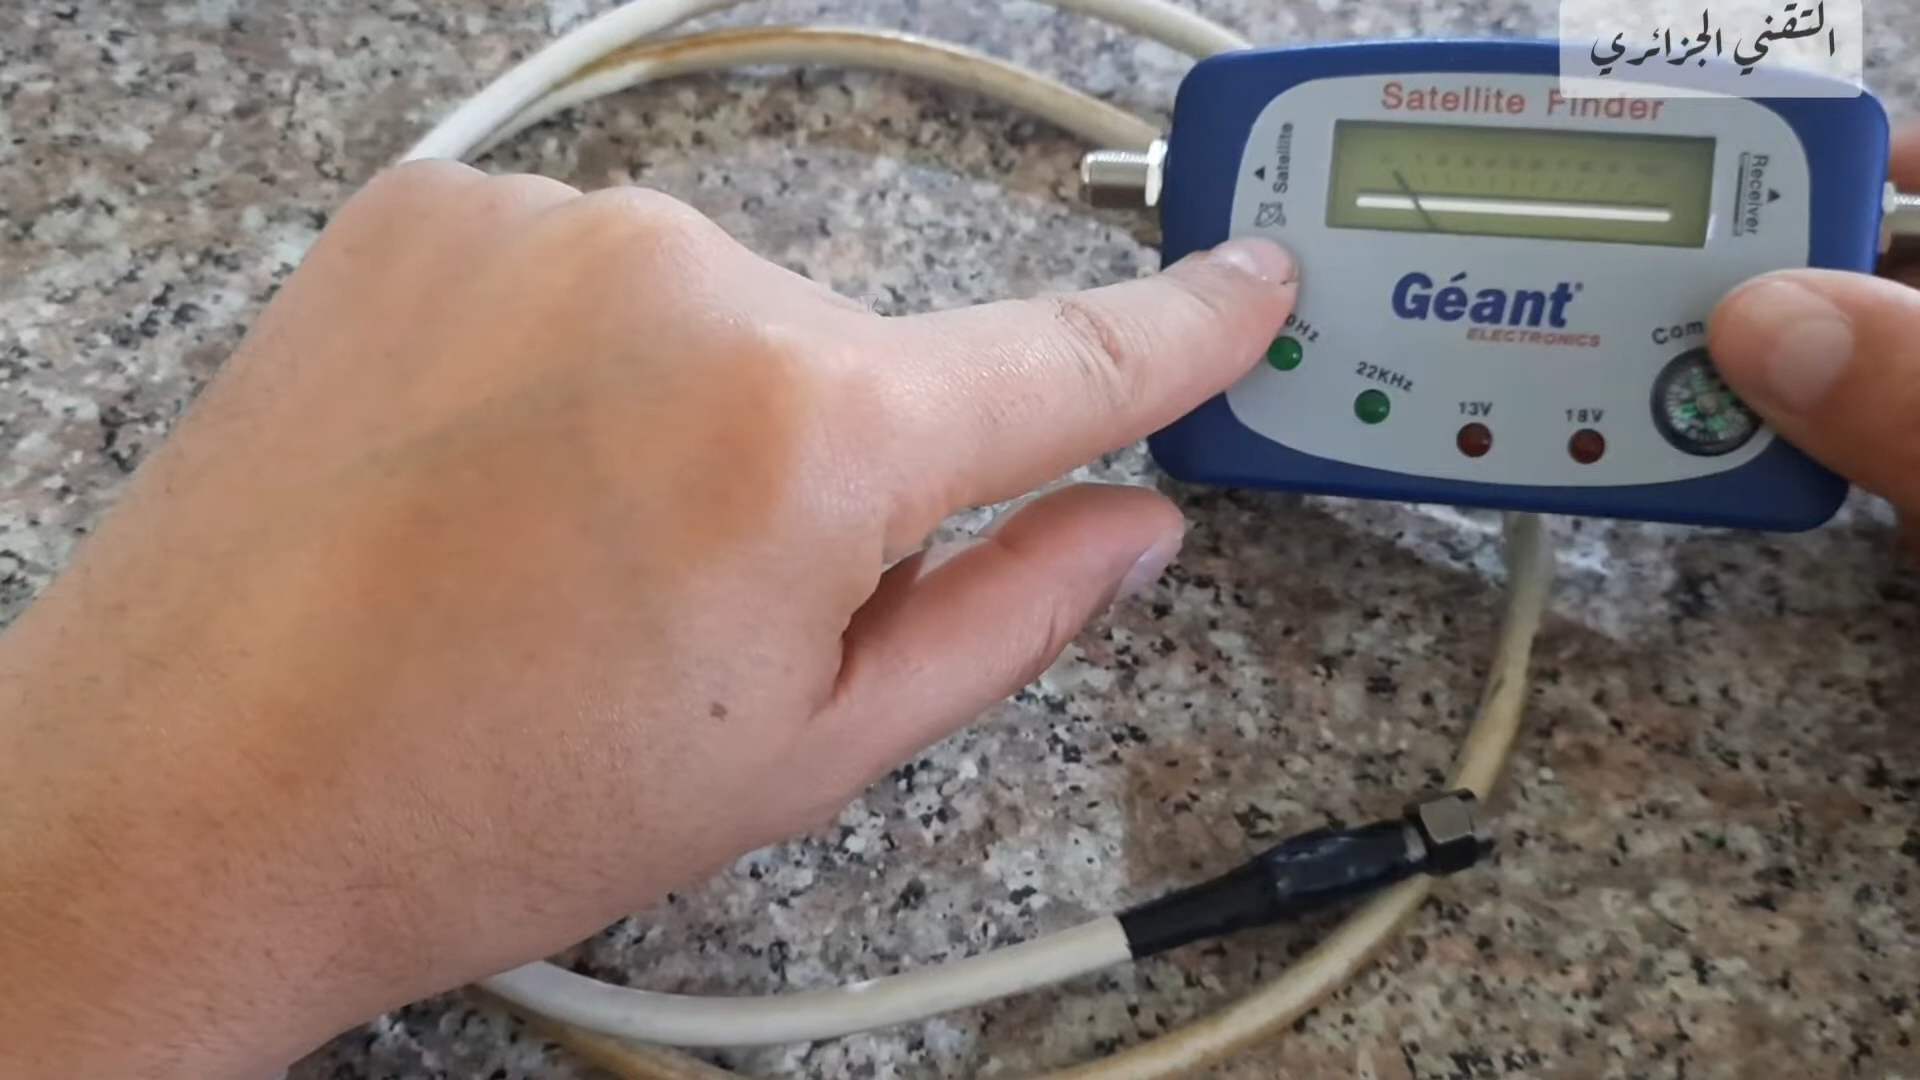 التقني الجزائري
Satellite Finder
Satellite
Receiver
Géant
ELECTRONICS
22KHz
13V
18V